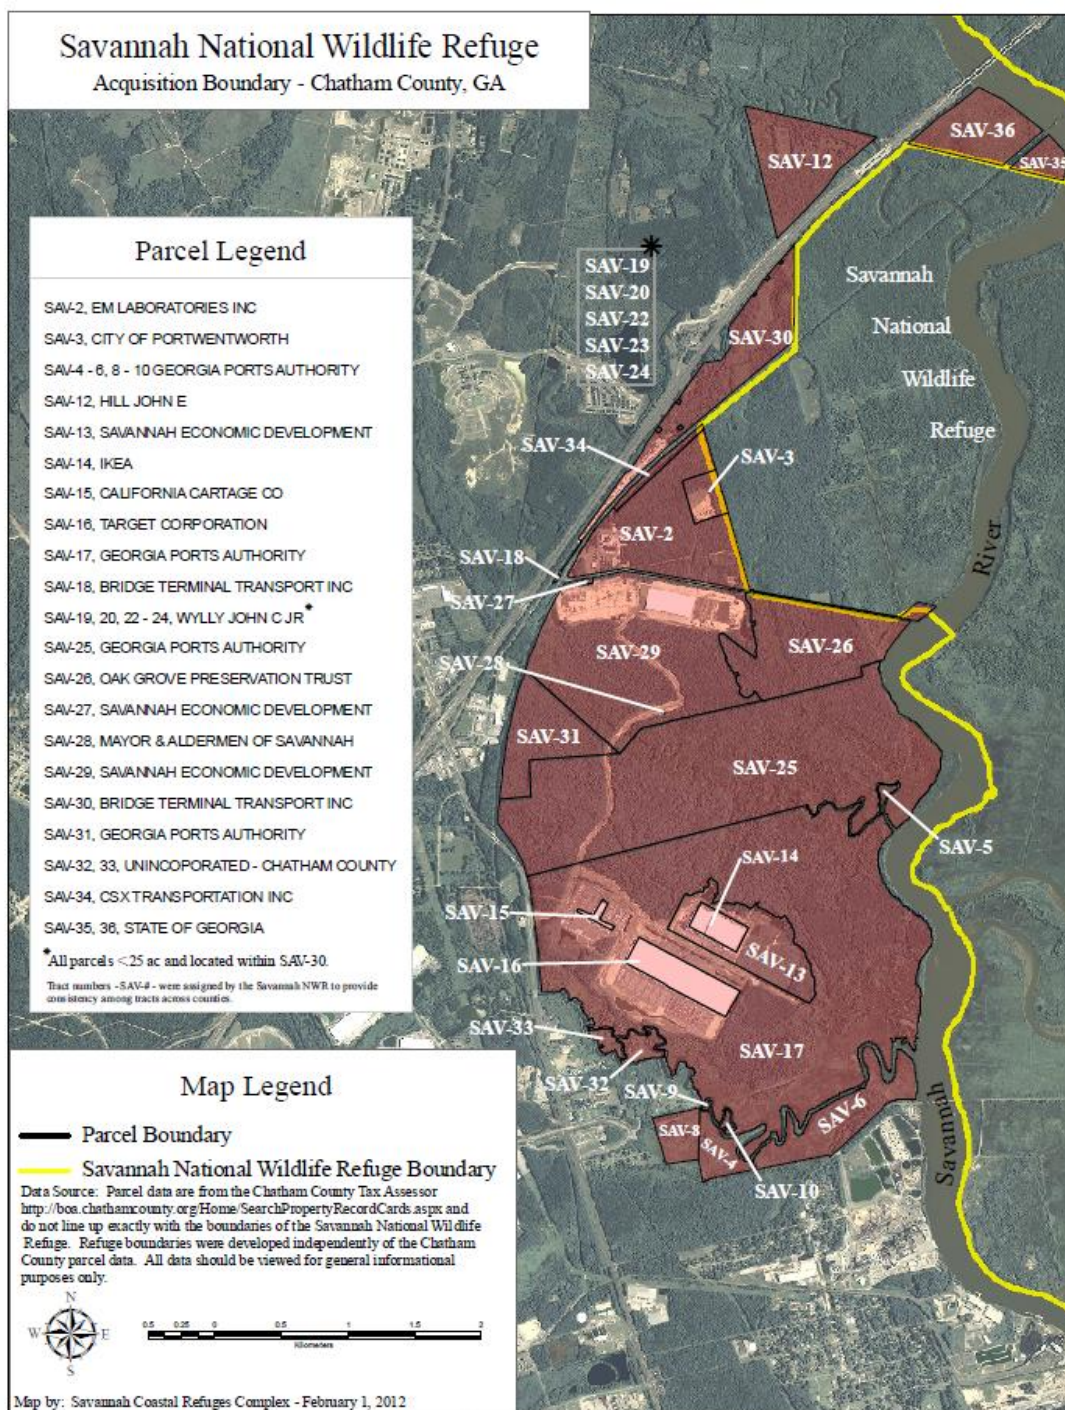 Savannah National Wildlife Refuge
Acquisition Boundary - Chatham County, GA
Parcel Legend
SAV-2, EM LABORATORIES INC
SAV-3, CITY OF PORTWENTWORTH
SAV-4 - 6, 8 - 10 GEORGIA PORTS AUTHORITY
SAV-12, HILL JOHN E
SAV-13, SAVANNAH ECONOMIC DEVELOPMENT
SAV-14, IKEA
SAV-15, CALIFORNIA CARTAGE CO
SAV-16, TARGET CORPORATION
SAV-17, GEORGIA PORTS AUTHORITY
SAV-18, BRIDGE TERMINAL TRANSPORT INC
SAV-19, 20, 22 - 24, WYLLY JOHN C JR*
SAV-25, GEORGIA PORTS AUTHORITY
SAV-26, OAK GROVE PRESERVATION TRUST
SAV-27, SAVANNAH ECONOMIC DEVELOPMENT
SAV-28, MAYOR & ALDERMEN OF SAVANNAH
SAV-29, SAVANNAH ECONOMIC DEVELOPMENT
SAV-30, BRIDGE TERMINAL TRANSPORT INC
SAV-31, GEORGIA PORTS AUTHORITY
SAV-32, 33, UNINCOPORATED - CHATHAM COUNTY
SAV-34, CSX TRANSPORTATION INC
SAV-35, 36, STATE OF GEORGIA
*All parcels <25 ac and located within SAV-30.
Tract numbers - SAV-# - were assigned by the Savannah NWR to provide
consistency among tracts across counties.
SAV-36
SAV-35
SAV-12
*
SAV-19
SAV-20
SAV-22
SAV-23
SAV-24
Savannah
National
Wildlife
Refuge
SAV-30
SAV-34
SAV-3
SAV-2
SAV-18
SAV-27
River
SAV-29
SAV-26
SAV-28
SAV-31
SAV-25
SAV-5
SAV-14
SAV-15
SAV-13
SAV-16
SAV-33
SAV-17
SAV-32
SAV-9
SAV-6
SAV-8
SAV-4
SAV-10
Savannah
Map Legend
Parcel Boundary
Savannah National Wildlife Refuge Boundary
Data Source: Parcel data are from the Chatham County Tax Assessor
http://boa.chathamcounty.org/Home/SearchPropertyRecordCards.aspx and
do not line up exactly with the boundaries of the Savannah National Wildlife
Refuge. Refuge boundaries were developed independently of the Chatham
County parcel data. All data should be viewed for general informational
purposes only.
N
W E
S
0.5 0.25 0 0.5 1 1.5 2
Kilometers
Map by: Savannah Coastal Refuges Complex - February 1, 2012